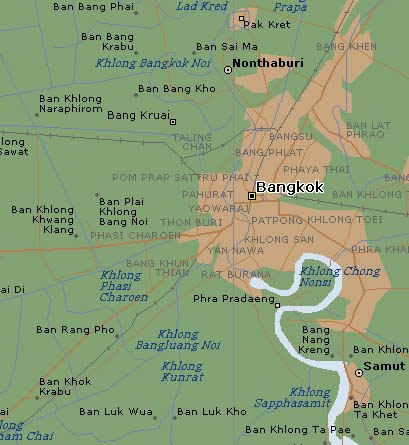 Ban Bang Phai
Lad Kred
Prapa
Pak Kret
Ban Bang
Krabu
Ban Sai Ma
BANG KHEN
Khlong Bangkok Noi
Nonthaburi
Ban Bang Kho
Ban Khlong
Naraphirom
Bang Kruai
TALING
CHAN
BANGSU
BAN LAT
PHRAO
long
Sawat
BANG PHLAT
PHAYA THAI
POM PRAP SATTRU PHAI
BANG KAPI
PAHURAT
Bangkok
YAOWARAJ
BAN KHLONG T
Ban Plai
Khlong
Bang Noi
Ban Khlong
Khwang
Klang
THON BURI
PATPONG
KHLONG TOEI
PHASI CHAROEN
KHLONG SAN
YAN NAWA
PHRA KHA
BANG KHUN
THIAN
RAT BURANA
Khlong Chong
Nonsi
Khlong
Phasi
Charoen
ai Di
Phra Pradaeng
Ban Rang Pho
Khlong
Bangluang Noi
Bang
Nang
Kreng
Ban Khlon
Khlong
Kunrat
Samut
Ban Khok
Krabu
Khlong
Sapphasamit
Ban Luk Wua
Ban Luk Kho
Ban Khlon
Ta Khet
ai
ng
ham Chai
Ban Khlong Ta Pae
Ban Sa